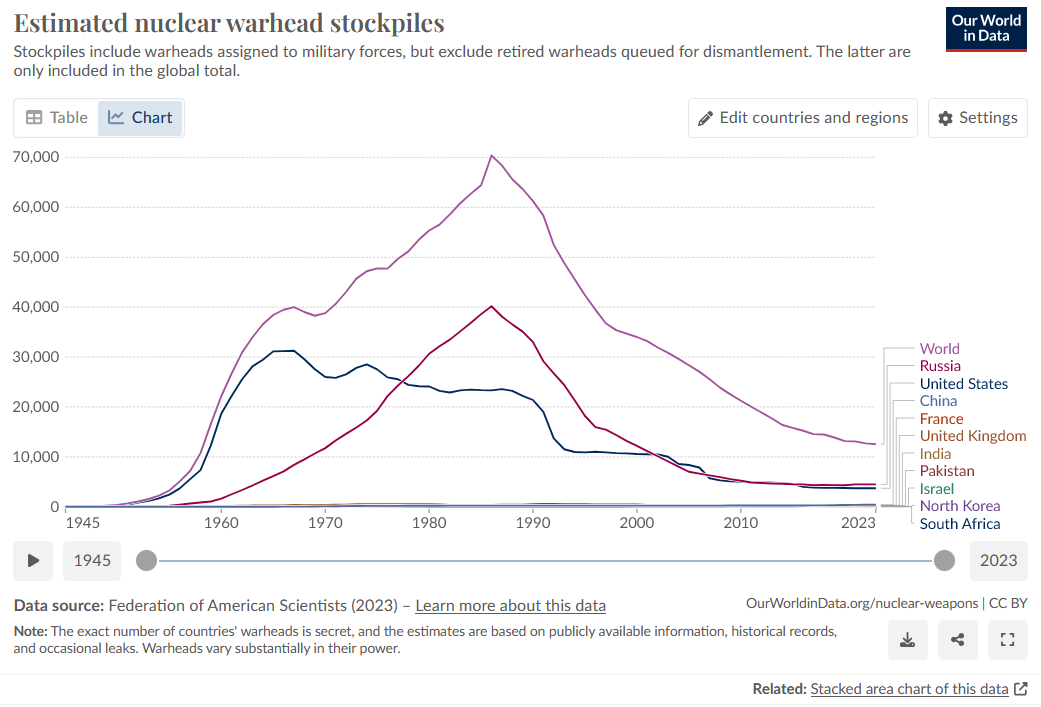 Estimated nuclear warhead stockpiles
Our World
in Data
Stockpiles include warheads assigned to military forces, but exclude retired warheads queued for dismantlement. The latter are
only included in the global total.
Table
Chart
Edit countries and regions
Settings
70,000
60,000
50,000
40,000
30,000
20,000
10,000
0
World
Russia
United States
China
France
United Kingdom
India
Pakistan
Israel
North Korea
South Africa
1945
1960
1970
1980
1990
2000
2010
2023
1945
2023
Data source: Federation of American Scientists (2023) – Learn more about this data
OurWorldinData.org/nuclear-weapons | CC BY
Note: The exact number of countries' warheads is secret, and the estimates are based on publicly available information, historical records,
and occasional leaks. Warheads vary substantially in their power.
Related: Stacked area chart of this data